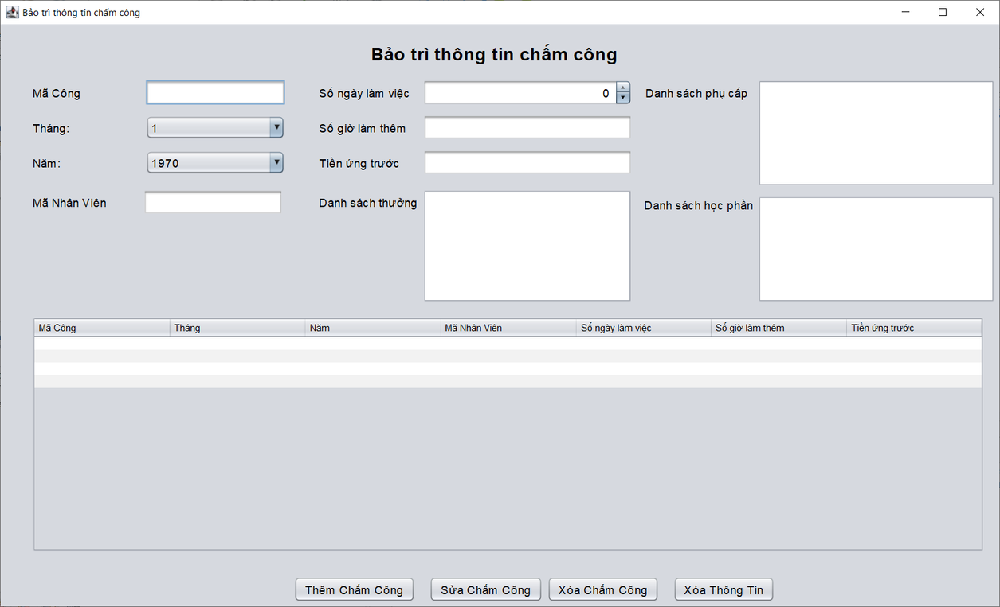 Bảo trì thông tin chấm công
Bảo trì thông tin chấm công
Mã Công
Số ngày làm việc 0
Danh sách phụ cấp
Tháng: 1
Số giờ làm thêm
Năm: 1970
Tiền ứng trước
Mã Nhân Viên
Danh sách thưởng
Danh sách học phần
Mã Công Tháng Năm Mã Nhân Viên Số ngày làm việc Số giờ làm thêm Tiền ứng trước
Thêm Chấm Công Sửa Chấm Công Xóa Chấm Công Xóa Thông Tin